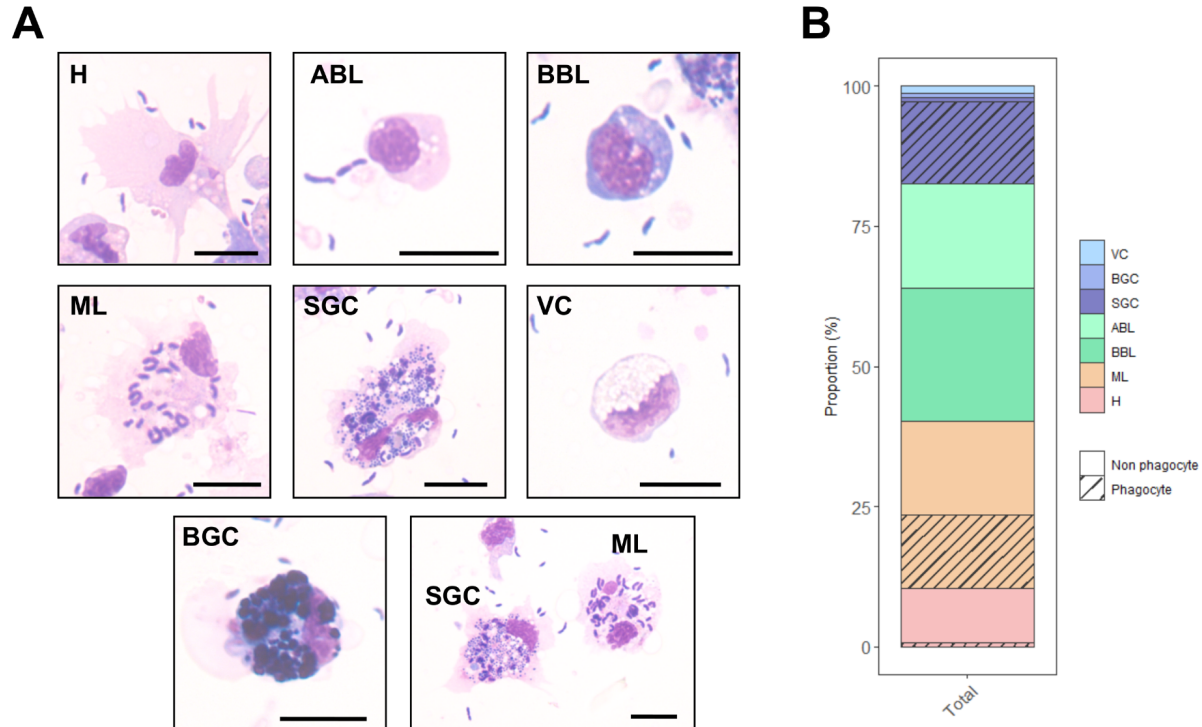 A
B
H
ABL
BBL
ML
SGC
VC
BGC
SGC
ML
Proportion (%)
100
75
50
25
0
Total
VC
BGC
SGC
ABL
BBL
ML
H
Non phagocyte
Phagocyte